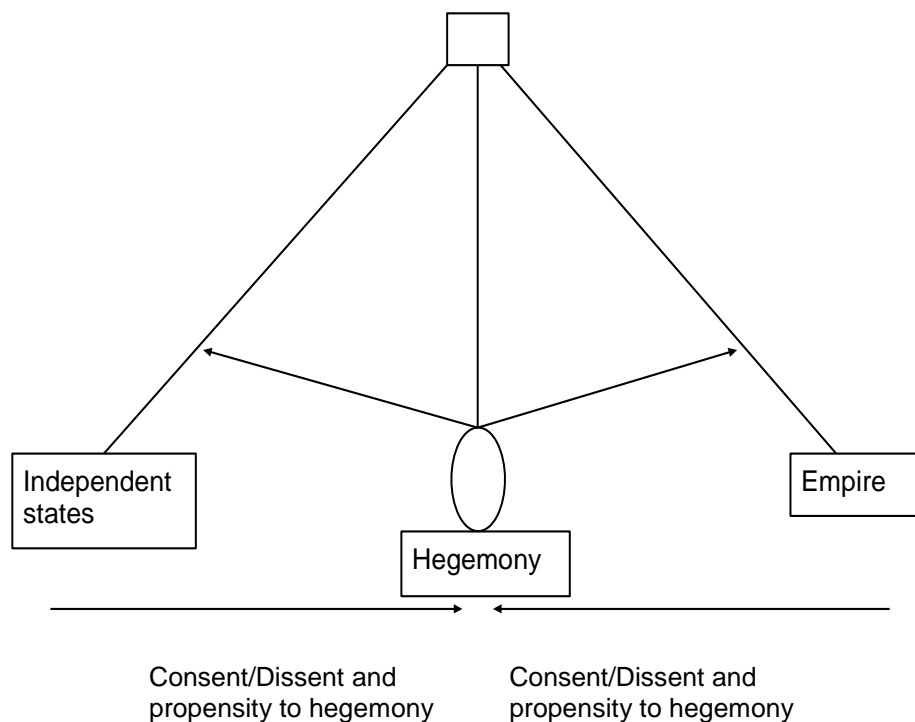 Independent
states
Empire
Hegemony
Consent/Dissent and
propensity to hegemony
Consent/Dissent and
propensity to hegemony